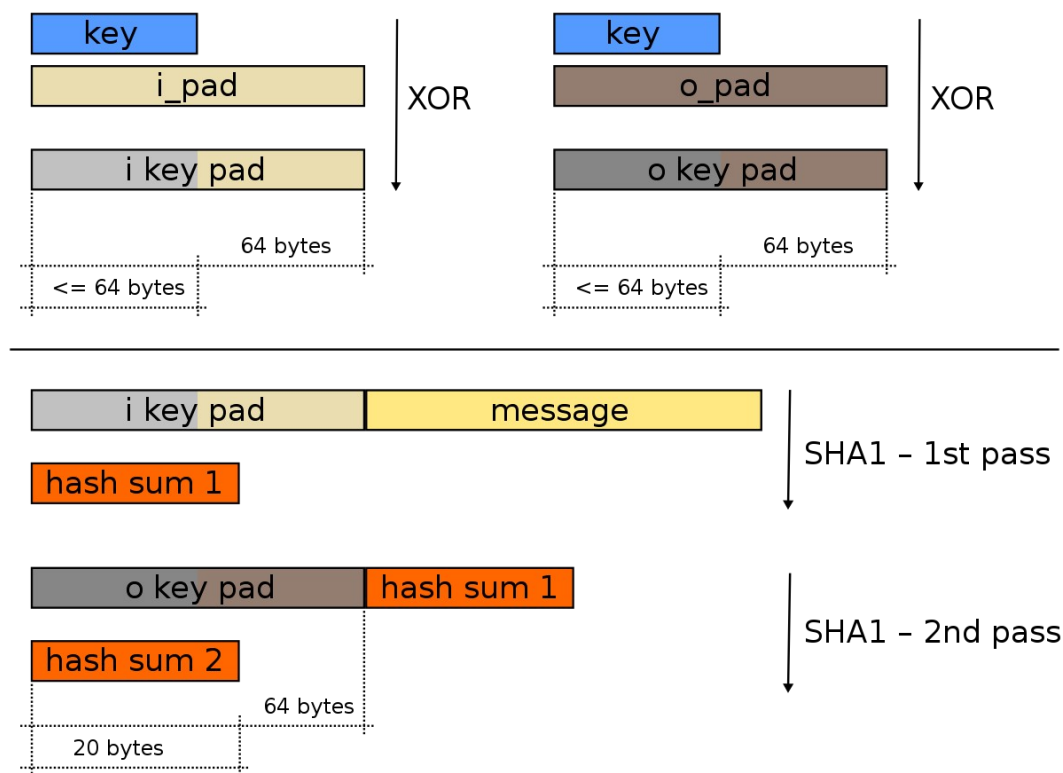 key
i_pad
XOR
i key pad
64 bytes
<= 64 bytes
key
o_pad
XOR
o key pad
64 bytes
<= 64 bytes
i key pad
message
SHA1 – 1st pass
hash sum 1
o key pad
hash sum 1
SHA1 – 2nd pass
hash sum 2
64 bytes
20 bytes